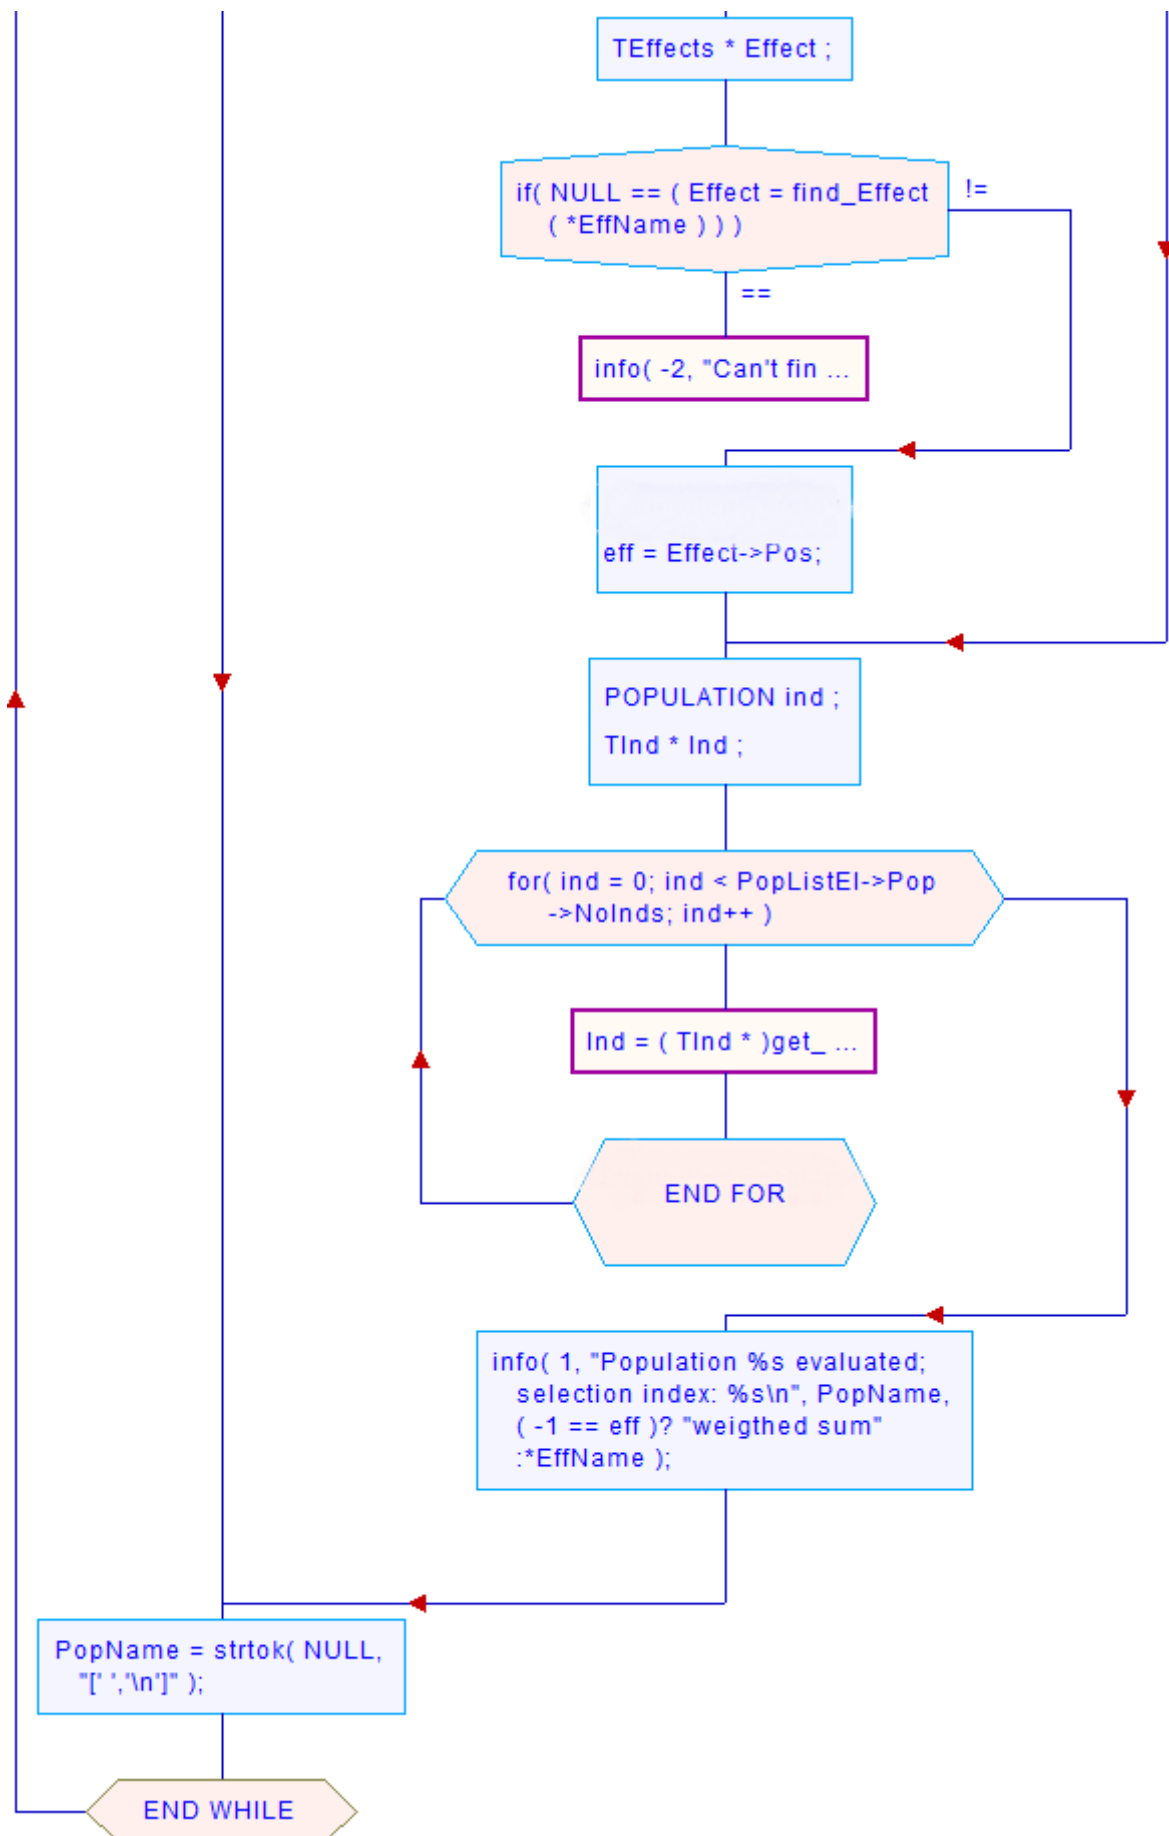 TEffects * Effect ;
if( NULL == ( Effect = find_Effect
( *EffName ) ) )
!=
==
info( -2, "Can't fin ...
eff = Effect->Pos;
POPULATION ind ;
TInd * Ind ;
for( ind = 0; ind < PopListEl->Pop
->NoInds; ind++ )
Ind = ( TInd * )get_ ...
END FOR
info( 1, "Population %s evaluated;
selection index: %s\n", PopName,
( -1 == eff )? "weigthed sum"
:*EffName );
PopName = strtok( NULL,
"[' ','\n']" );
END WHILE